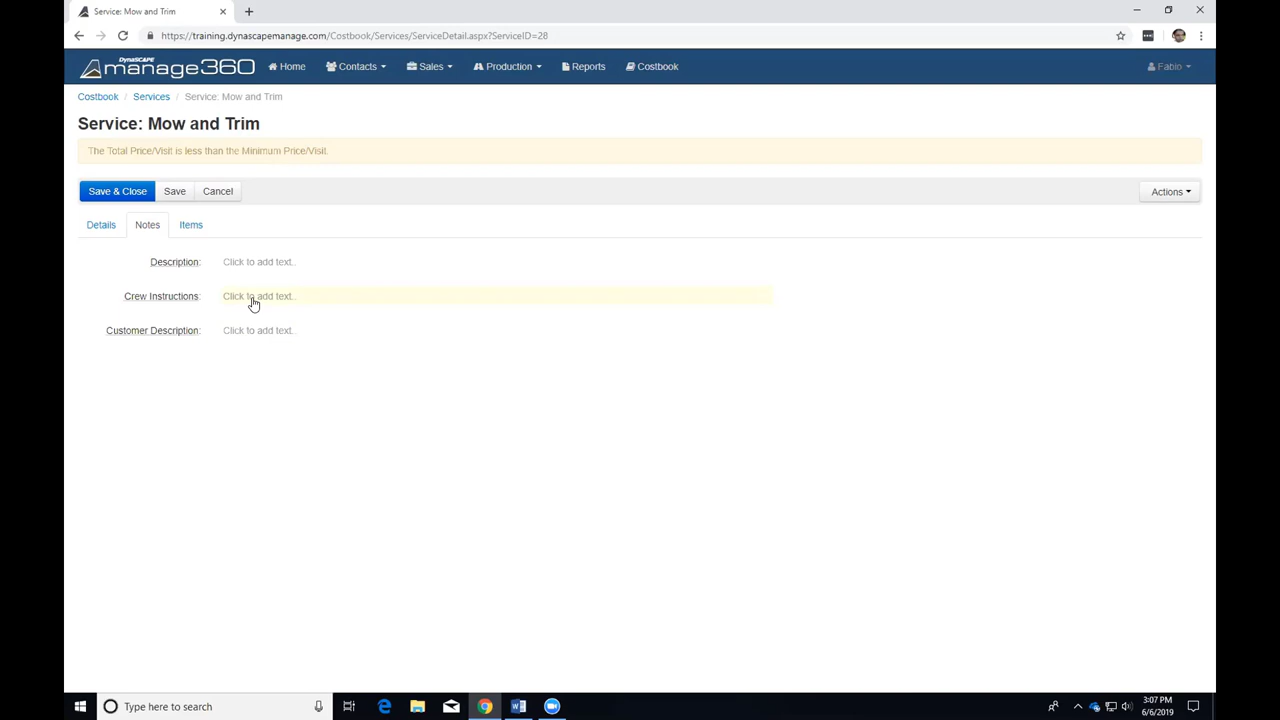 Service: Mow and Trim
https://training.dynascapemanage.com/Costbook/Services/ServiceDetail.aspx?ServiceID=28
DynaSCAPE
manage360
Home
Contacts
Sales
Production
Reports
Costbook
Fabio
Costbook / Services / Service: Mow and Trim
Service: Mow and Trim
The Total Price/Visit is less than the Minimum Price/Visit.
Save & Close Save Cancel
Actions
Details Notes Items
Description: Click to add text..
Crew Instructions: Click to add text..
Customer Description: Click to add text..
Type here to search
3:07 PM
6/6/2019